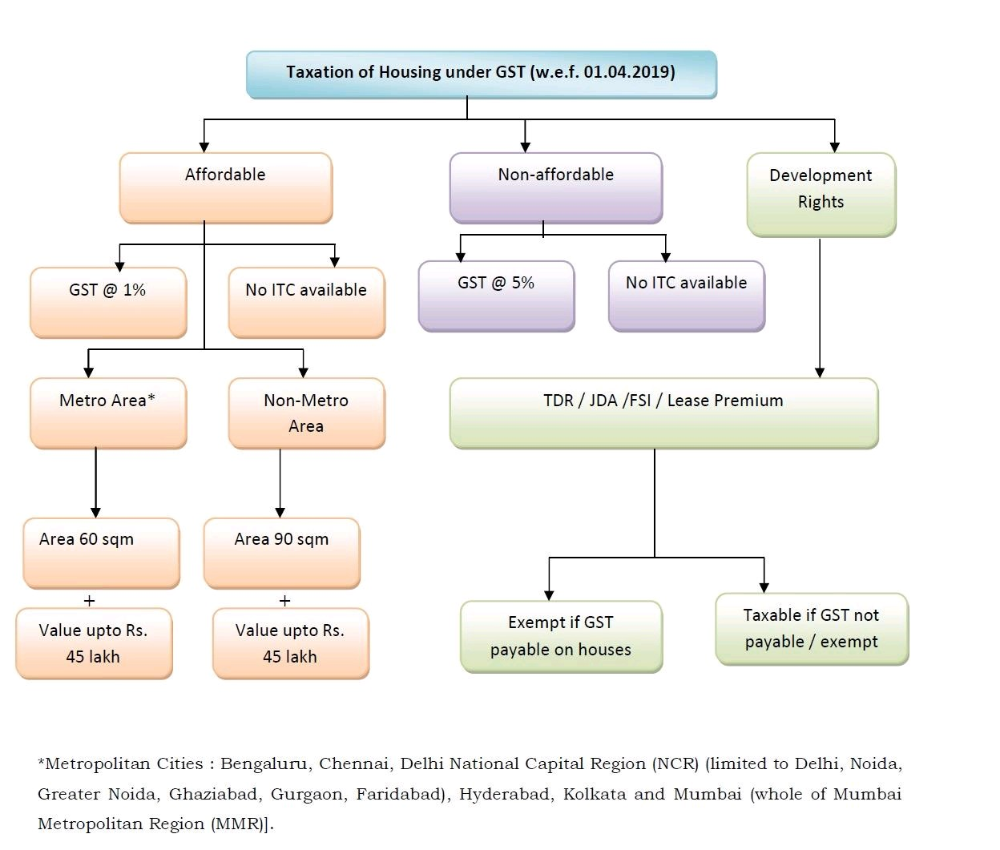 Taxation of Housing under GST (w.e.f. 01.04.2019)
Affordable
Non-affordable
Development
Rights
GST @ 1%
No ITC available
GST @ 5%
No ITC available
Metro Area*
Non-Metro
Area
TDR / JDA /FSI / Lease Premium
Area 60 sqm
Area 90 sqm
+
+
Value upto Rs.
45 lakh
Value upto Rs.
45 lakh
Exempt if GST
payable on houses
Taxable if GST not
payable / exempt
*Metropolitan Cities : Bengaluru, Chennai, Delhi National Capital Region (NCR) (limited to Delhi, Noida,
Greater Noida, Ghaziabad, Gurgaon, Faridabad), Hyderabad, Kolkata and Mumbai (whole of Mumbai
Metropolitan Region (MMR)].